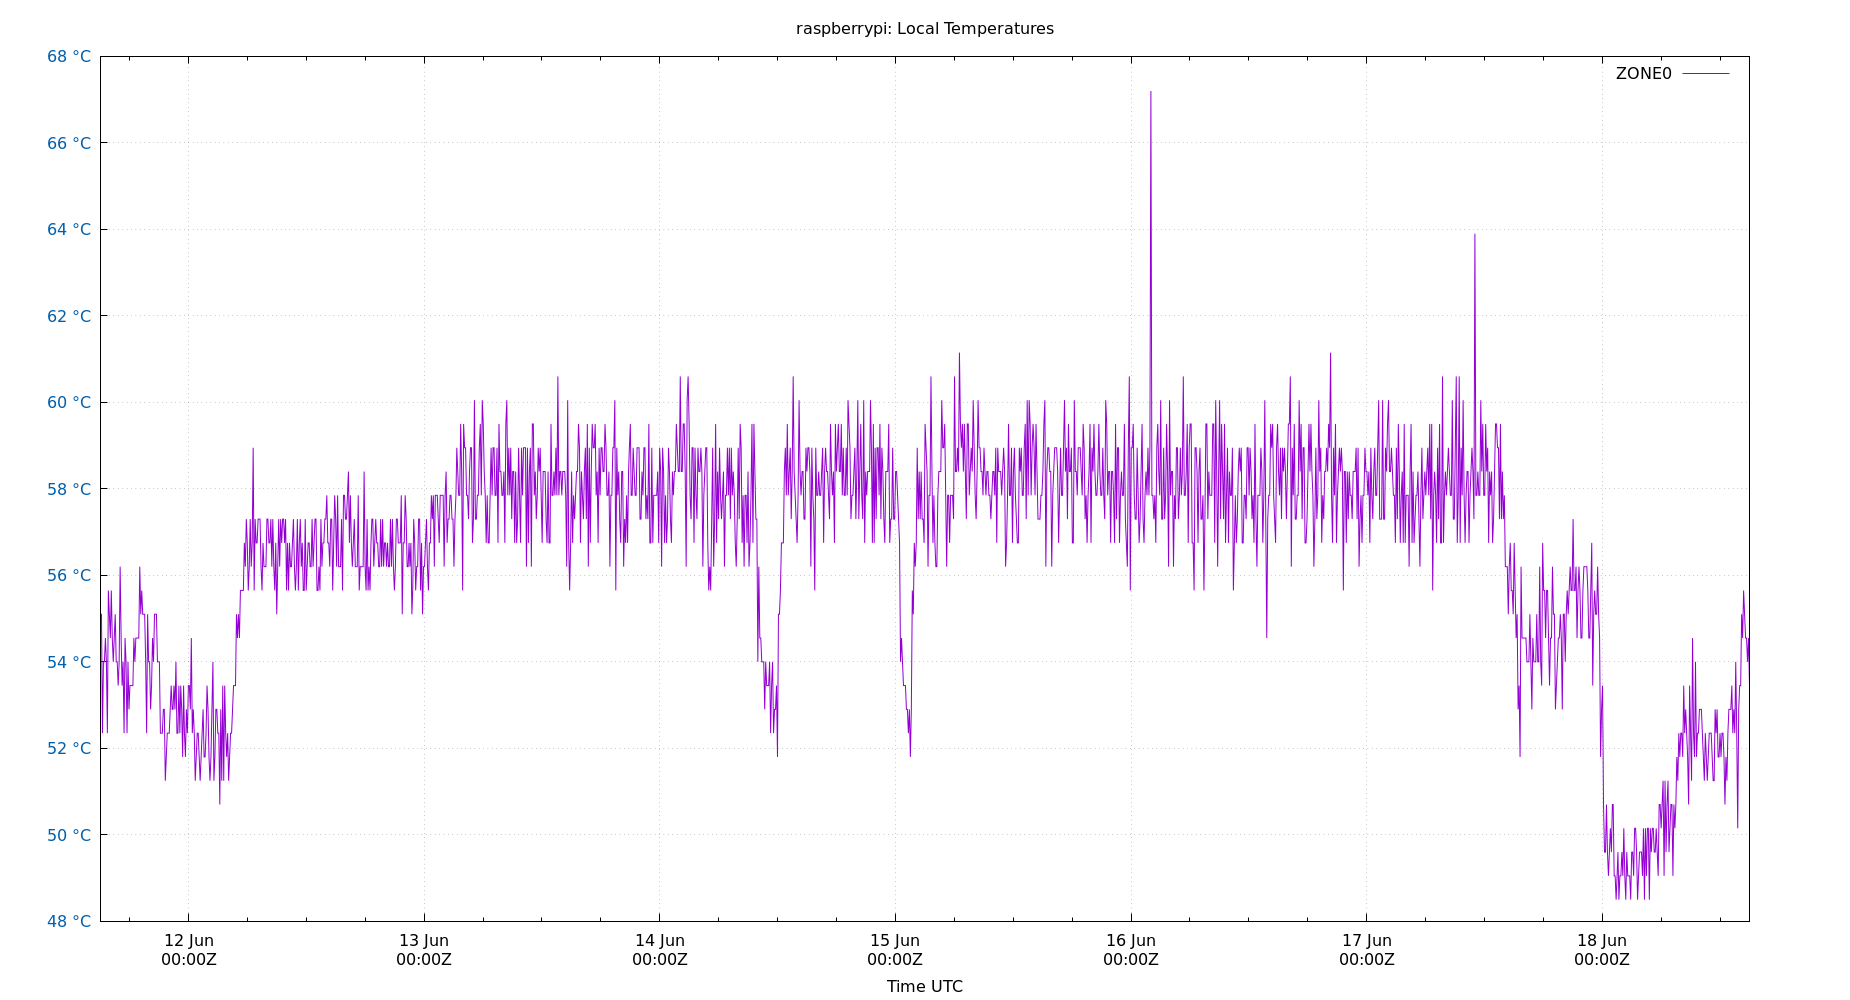 raspberrypi: Local Temperatures
68 °C
ZONE0
66 °C
64 °C
62 °C
60 °C
58 °C
56 °C
54 °C
52 °C
50 °C
48 °C
12 Jun 13 Jun 14 Jun 15 Jun 16 Jun 17 Jun 18 Jun
00:00Z 00:00Z 00:00Z 00:00Z 00:00Z 00:00Z 00:00Z
Time UTC